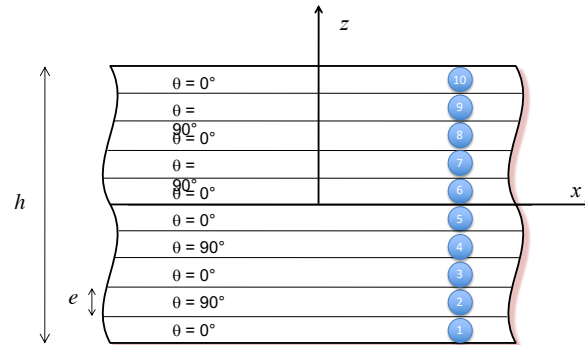 z
θ = 0° 10
θ = 90° 9
θ = 0° 8
θ = 90° 7
θ = 0° 6
x
h
θ = 0° 5
θ = 90° 4
θ = 0° 3
e
θ = 90° 2
θ = 0° 1